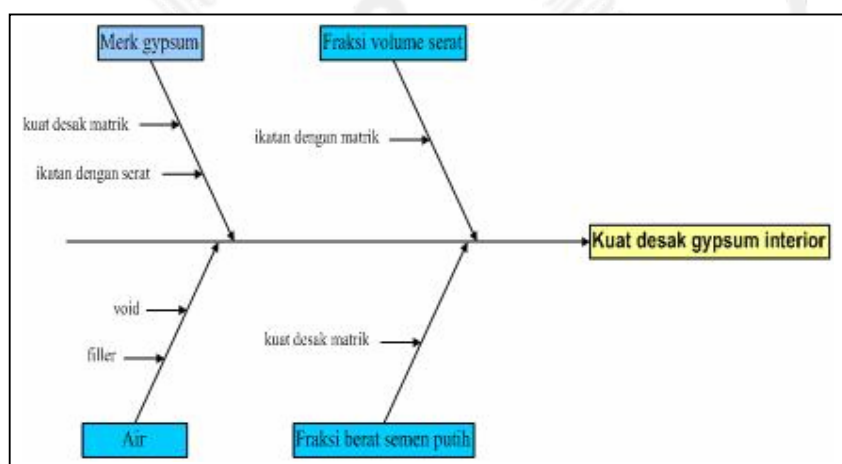 Merk gypsum
Fraksi volume serat
kuat desak matrik
ikatan dengan matrik
ikatan dengan serat
Kuat desak gypsum interior
void
kuat desak matrik
filler
Air
Fraksi berat semen putih